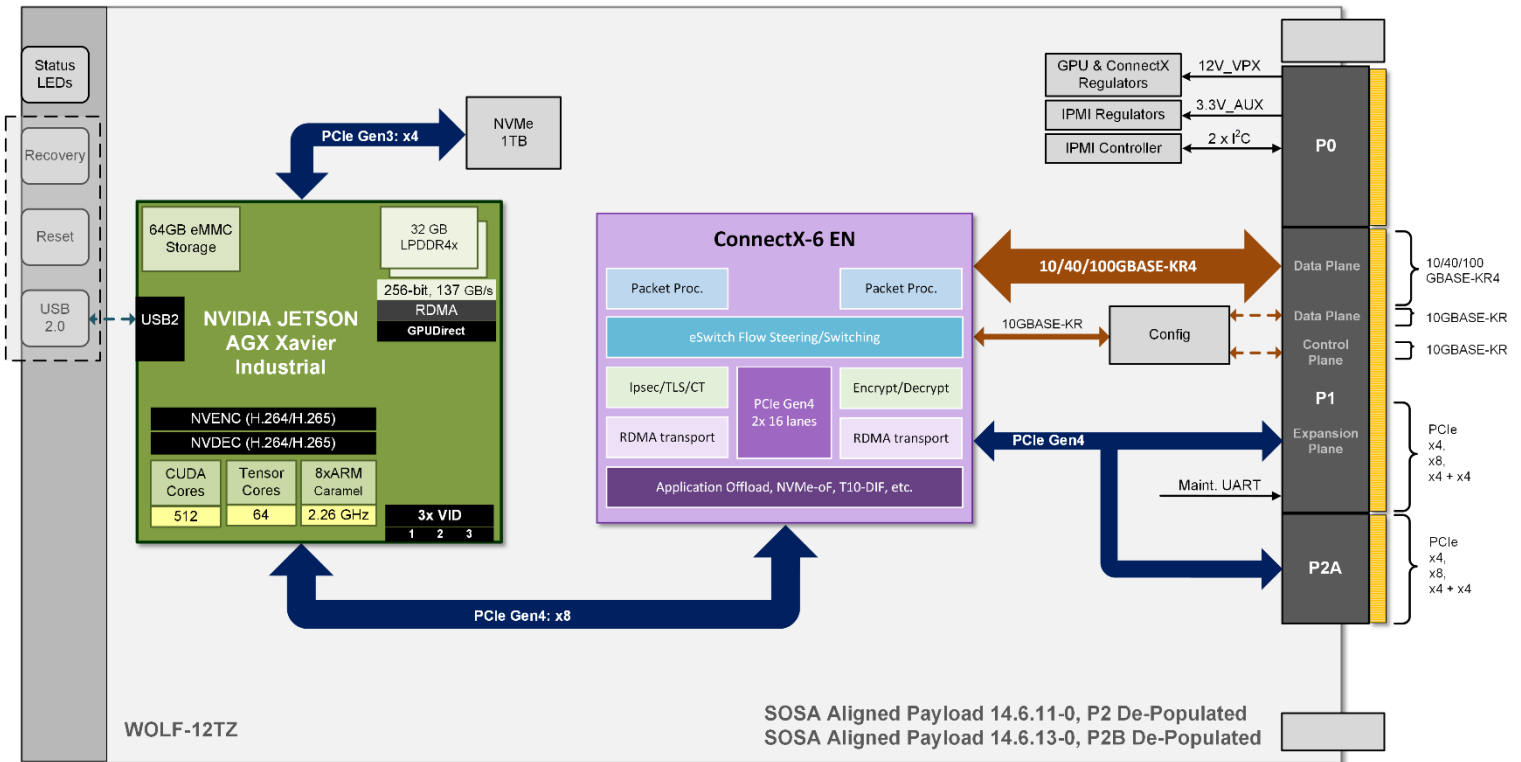 Status
LEDs
Recovery
Reset
USB
2.0
PCIe Gen3: x4
NVMe
1TB
64GB eMMC
Storage
32 GB
LPDDR4x
256-bit, 137 GB/s
RDMA
GPUDirect
USB2
NVIDIA JETSON
AGX Xavier
Industrial
NVENC (H.264/H.265)
NVDEC (H.264/H.265)
CUDA
Cores
512
Tensor
Cores
64
8xARM
Caramel
2.26 GHz
3x VID
1 2 3
PCIe Gen4: x8
ConnectX-6 EN
Packet Proc.
Packet Proc.
eSwitch Flow Steering/Switching
Ipsec/TLS/CT
PCIe Gen4
2x 16 lanes
Encrypt/Decrypt
RDMA transport
RDMA transport
Application Offload, NVMe-oF, T10-DIF, etc.
GPU & ConnectX
Regulators
12V_VPX
IPMI Regulators
3.3V_AUX
IPMI Controller
2 x I²C
P0
10/40/100GBASE-KR4
Data Plane
10/40/100
GBASE-KR4
10GBASE-KR
Config
Data Plane
10GBASE-KR
Control
Plane
10GBASE-KR
P1
PCIe Gen4
Expansion
Plane
PCIe
x4,
x8,
x4 + x4
Maint. UART
P2A
PCIe
x4,
x8,
x4 + x4
WOLF-12TZ
SOSA Aligned Payload 14.6.11-0, P2 De-Populated
SOSA Aligned Payload 14.6.13-0, P2B De-Populated